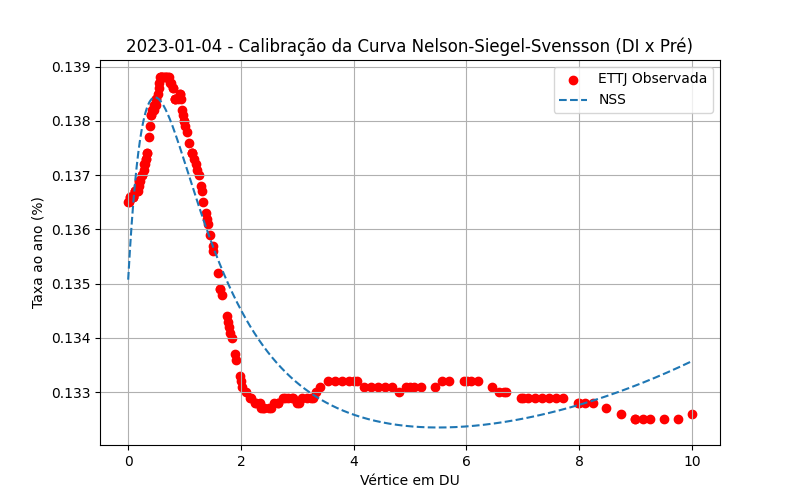 2023-01-04 - Calibração da Curva Nelson-Siegel-Svensson (DI x Pré)
ETTJ Observada
NSS
Taxa ao ano (%)
0.139
0.138
0.137
0.136
0.135
0.134
0.133
0 2 4 6 8 10
Vértice em DU